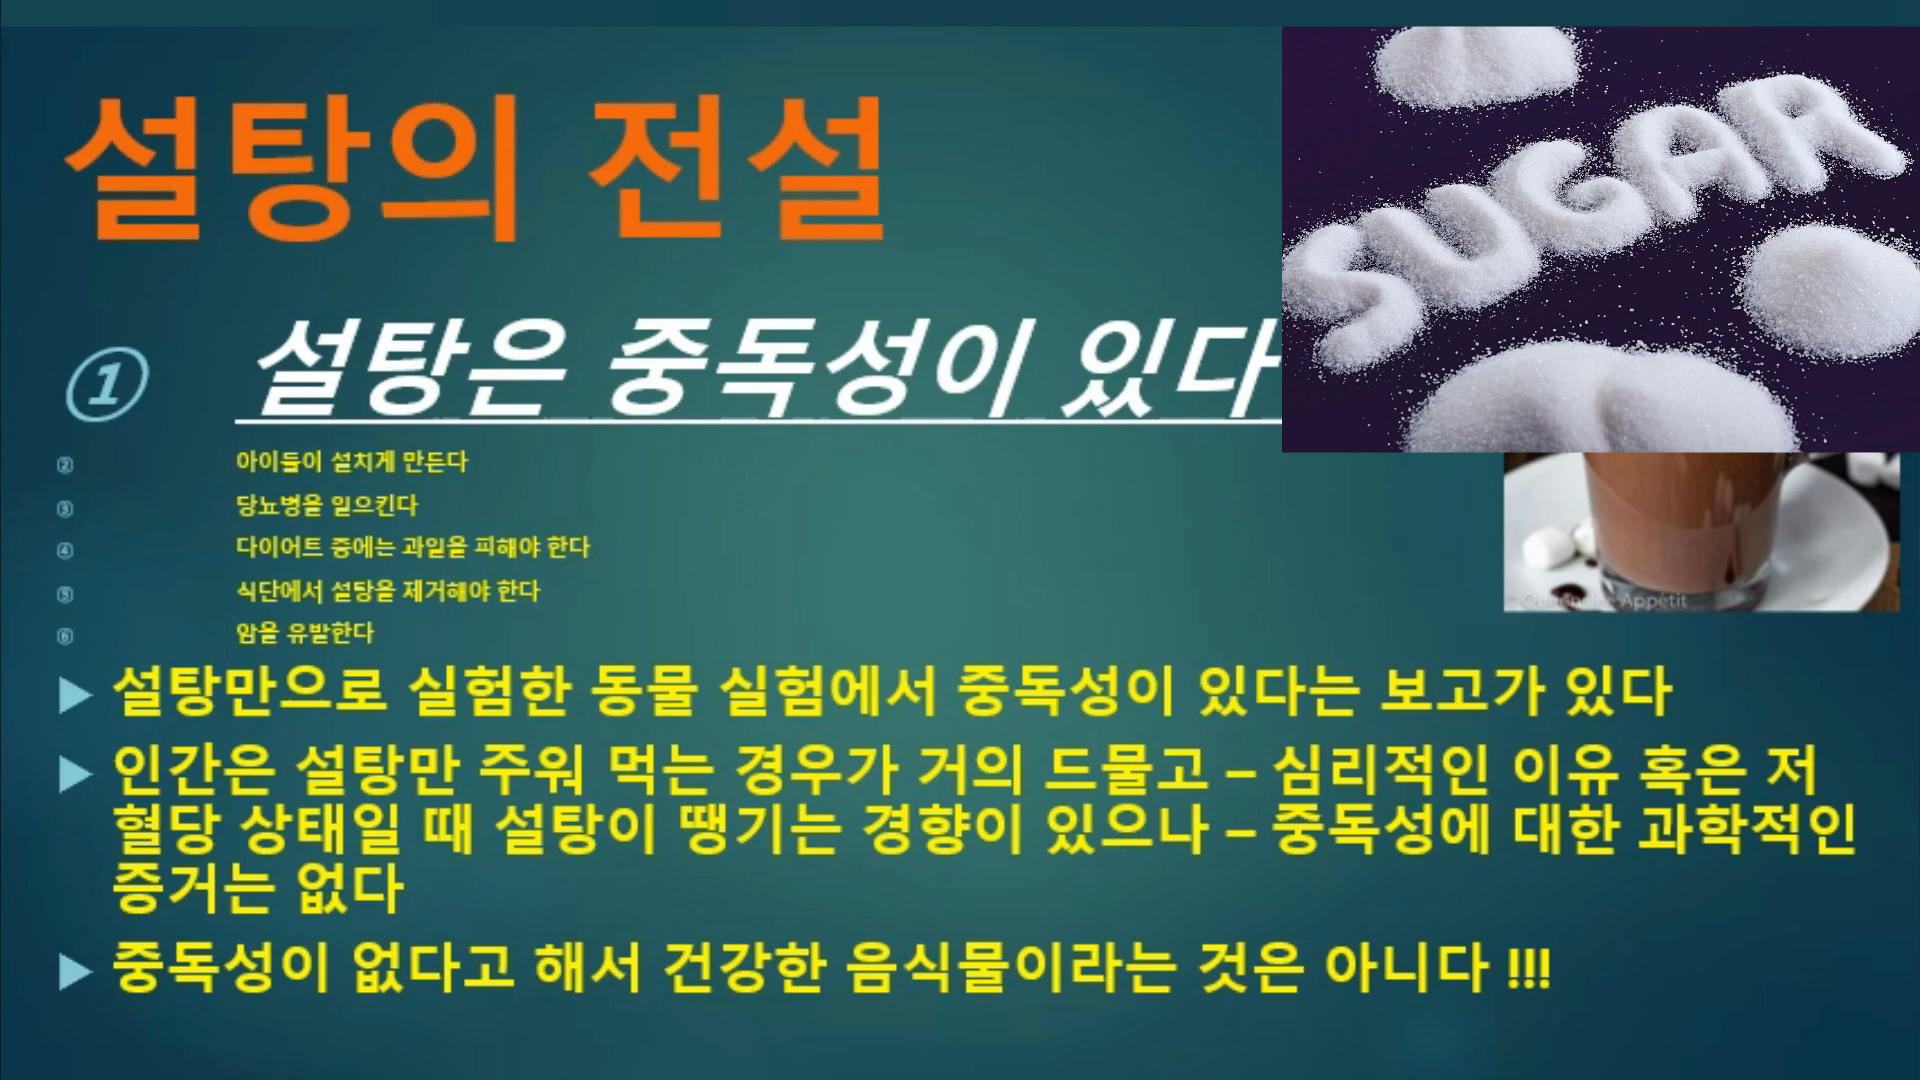 설탕의 전설
SUGAR
① 설탕은 중독성이 있다
② 아이들이 설치게 만든다
③ 당뇨병을 일으킨다
④ 다이어트 중에는 과일을 피해야 한다
⑤ 식단에서 설탕을 제거해야 한다
⑥ 암을 유발한다
▶ 설탕만으로 실험한 동물 실험에서 중독성이 있다는 보고가 있다
▶ 인간은 설탕만 주워 먹는 경우가 거의 드물고 – 심리적인 이유 혹은 저
혈당 상태일 때 설탕이 땡기는 경향이 있으나 – 중독성에 대한 과학적인
증거는 없다
▶ 중독성이 없다고 해서 건강한 음식물이라는 것은 아니다 !!!
Appétit